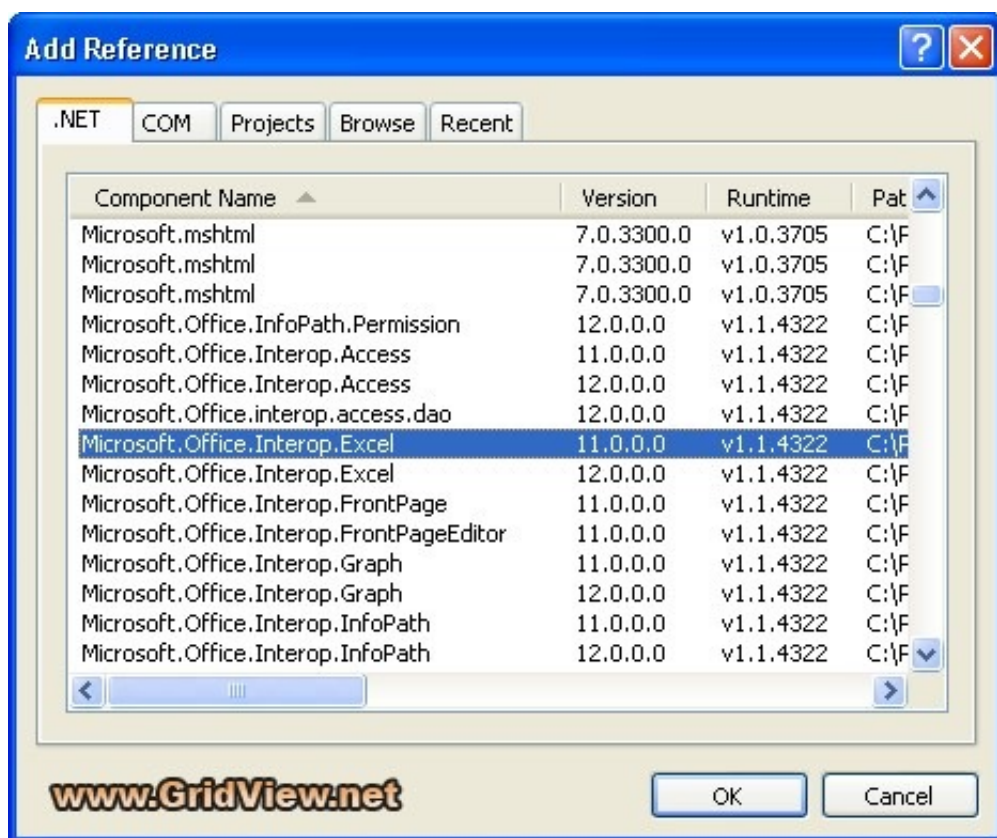 Add Reference
.NET COM Projects Browse Recent
Component Name Version Runtime Pat
Microsoft.mshtml 7.0.3300.0 v1.0.3705 C:\F
Microsoft.mshtml 7.0.3300.0 v1.0.3705 C:\F
Microsoft.mshtml 7.0.3300.0 v1.0.3705 C:\F
Microsoft.Office.InfoPath.Permission 12.0.0.0 v1.1.4322 C:\F
Microsoft.Office.Interop.Access 11.0.0.0 v1.1.4322 C:\F
Microsoft.Office.Interop.Access 12.0.0.0 v1.1.4322 C:\F
Microsoft.Office.interop.access.dao 12.0.0.0 v1.1.4322 C:\F
Microsoft.Office.Interop.Excel 11.0.0.0 v1.1.4322 C:\F
Microsoft.Office.Interop.Excel 12.0.0.0 v1.1.4322 C:\F
Microsoft.Office.Interop.FrontPage 11.0.0.0 v1.1.4322 C:\F
Microsoft.Office.Interop.FrontPageEditor 11.0.0.0 v1.1.4322 C:\F
Microsoft.Office.Interop.Graph 11.0.0.0 v1.1.4322 C:\F
Microsoft.Office.Interop.Graph 12.0.0.0 v1.1.4322 C:\F
Microsoft.Office.Interop.InfoPath 11.0.0.0 v1.1.4322 C:\F
Microsoft.Office.Interop.InfoPath 12.0.0.0 v1.1.4322 C:\F
www.GridView.net OK Cancel